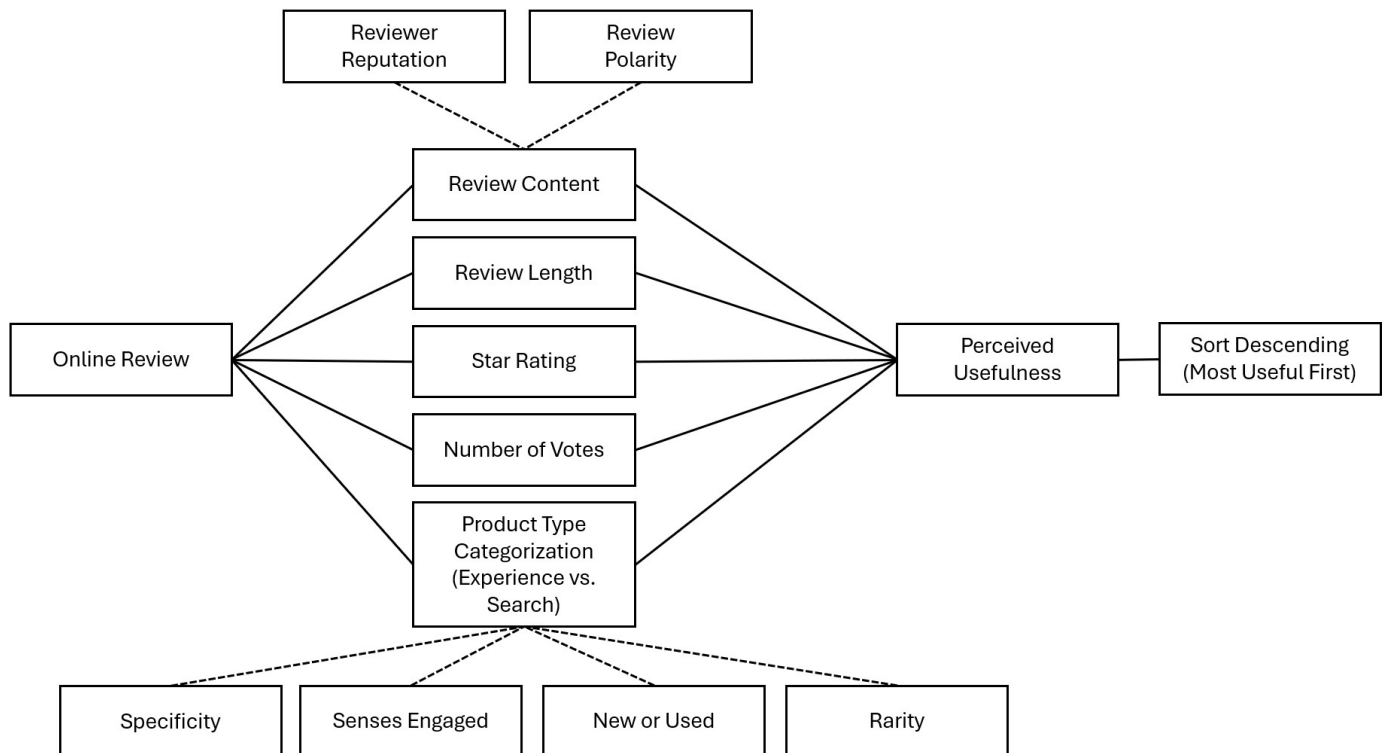 Reviewer
Reputation
Review
Polarity
Review Content
Review Length
Online Review
Star Rating
Perceived
Usefulness
Sort Descending
(Most Useful First)
Number of Votes
Product Type
Categorization
(Experience vs.
Search)
Specificity
Senses Engaged
New or Used
Rarity